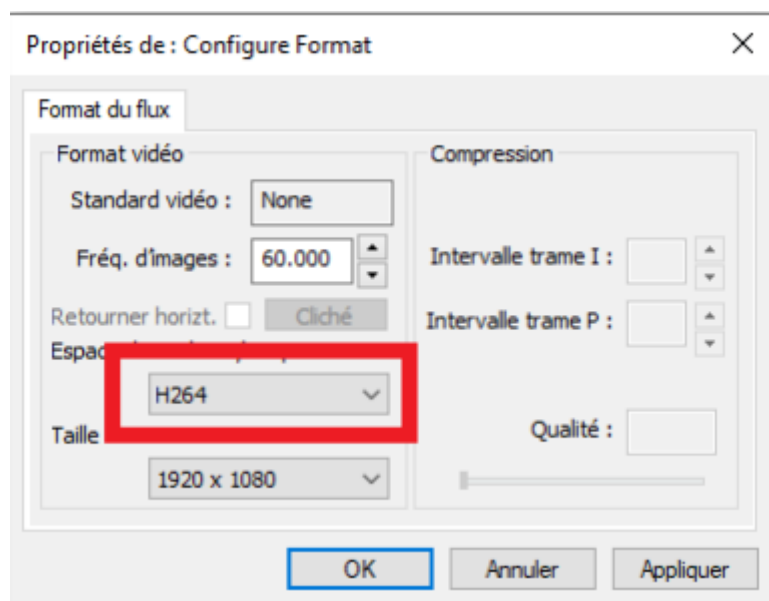 Propriétés de : Configure Format
Format du flux
Format vidéo
Standard vidéo : None
Fréq. d'images : 60.000
Retourner horizt. Cliché
H264
Taille
1920 x 1080
Compression
Intervalle trame I :
Intervalle trame P :
Qualité :
OK Annuler Appliquer